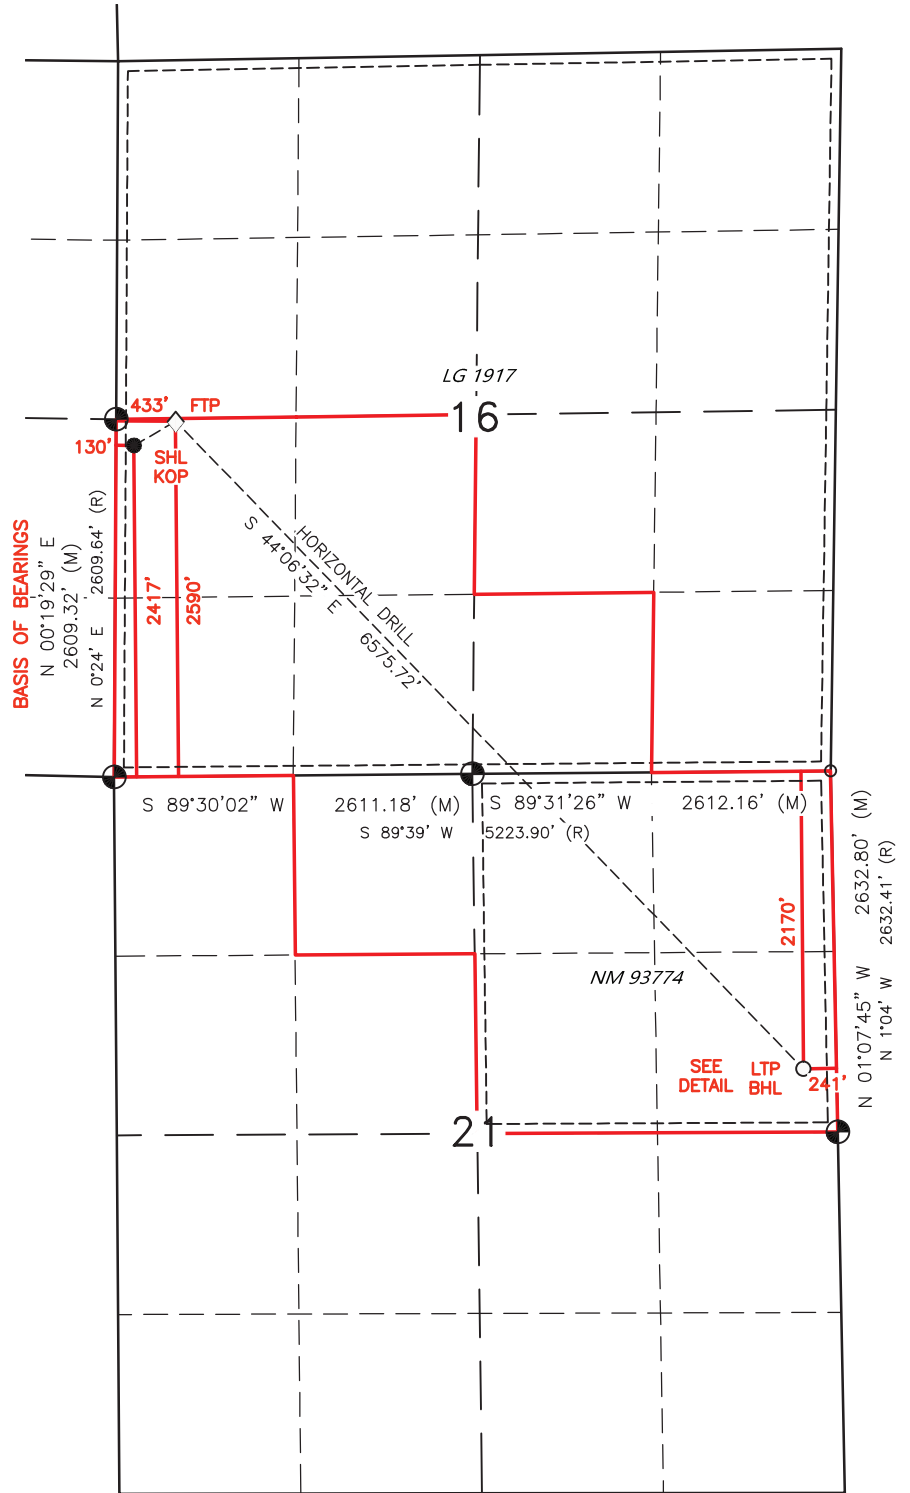 LG 1917
16
433' FTP
130'
SHL
KOP
BASIS OF BEARINGS
N 00°19'29" E
2609.32' (M)
N 0°24' E 2609.64' (R)
2417'
2590'
HORIZONTAL DRILL
S 44°06'32" E 6575.72'
S 89°30'02" W 2611.18' (M) S 89°31'26" W 2612.16' (M)
S 89°39' W 5223.90' (R)
N 01°07'45" W 2632.80' (M)
N 1°04' W 2632.41' (R)
2170'
NM 93774
SEE
DETAIL
LTP
BHL
241'
21